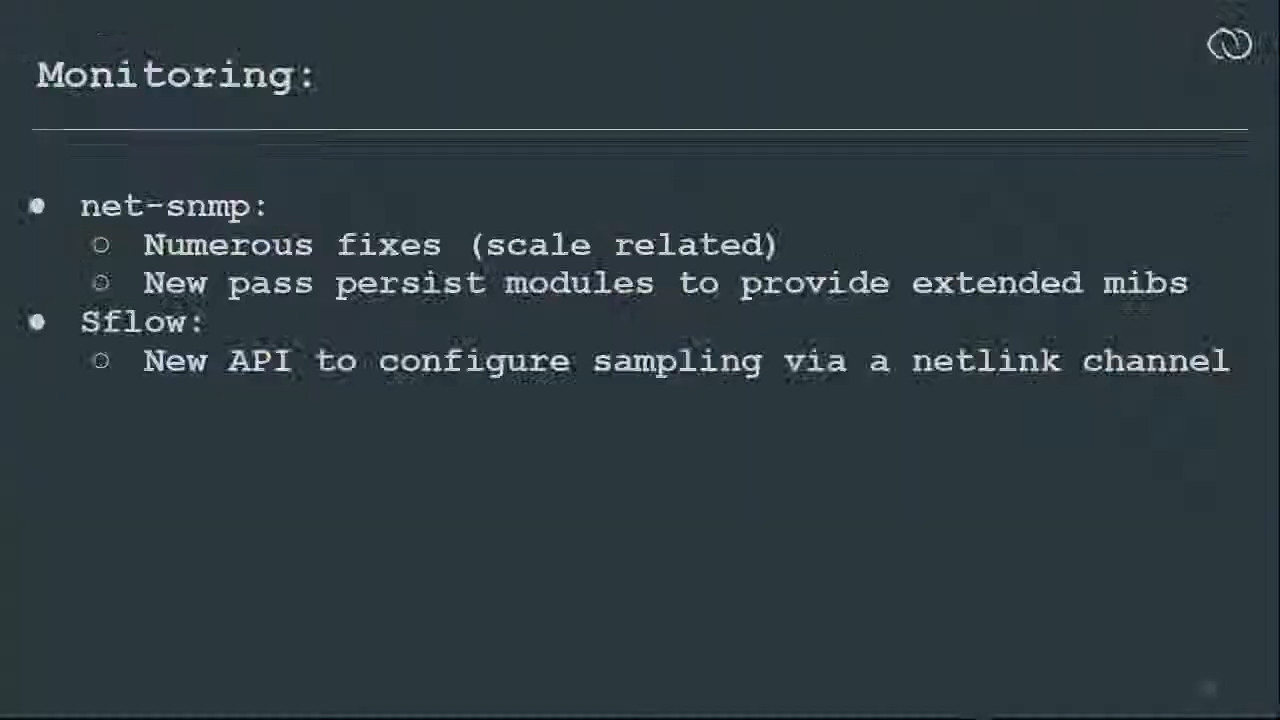 Monitoring:
● net-snmp:
○ Numerous fixes (scale related)
○ New pass persist modules to provide extended mibs
● Sflow:
○ New API to configure sampling via a netlink channel